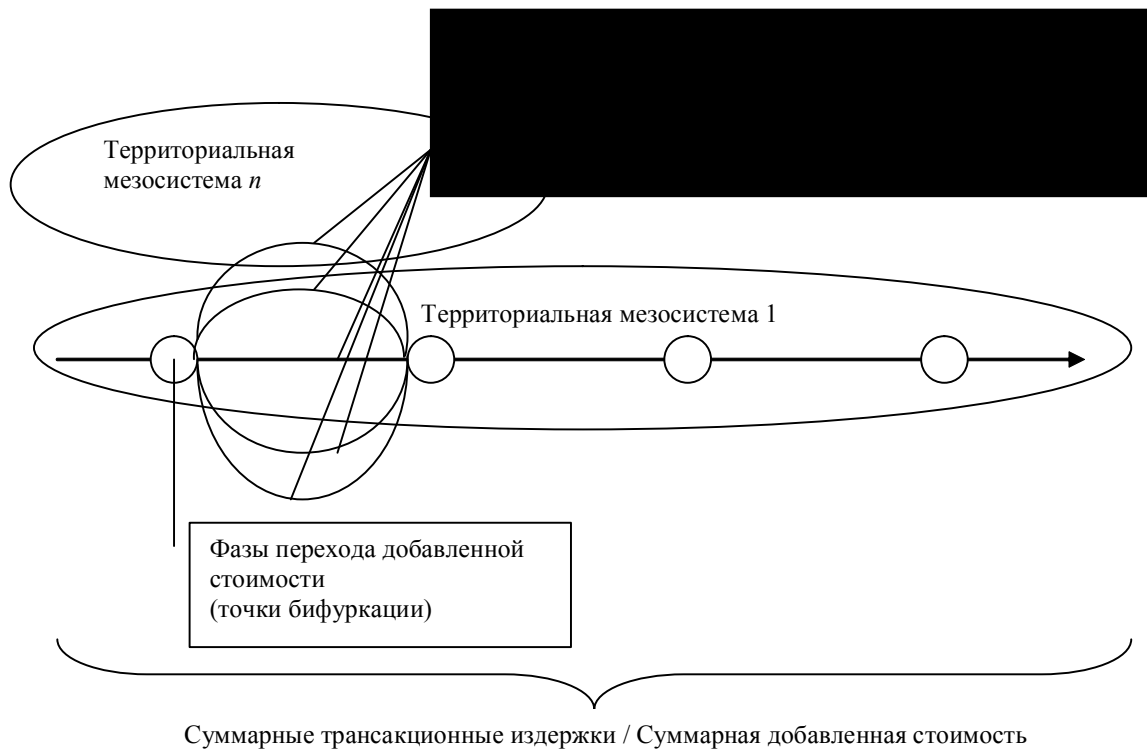 Территориальная
мезосистема n
Территориальная мезосистема 1
Фазы перехода добавленной
стоимости
(точки бифуркации)
Суммарные трансакционные издержки / Суммарная добавленная стоимость